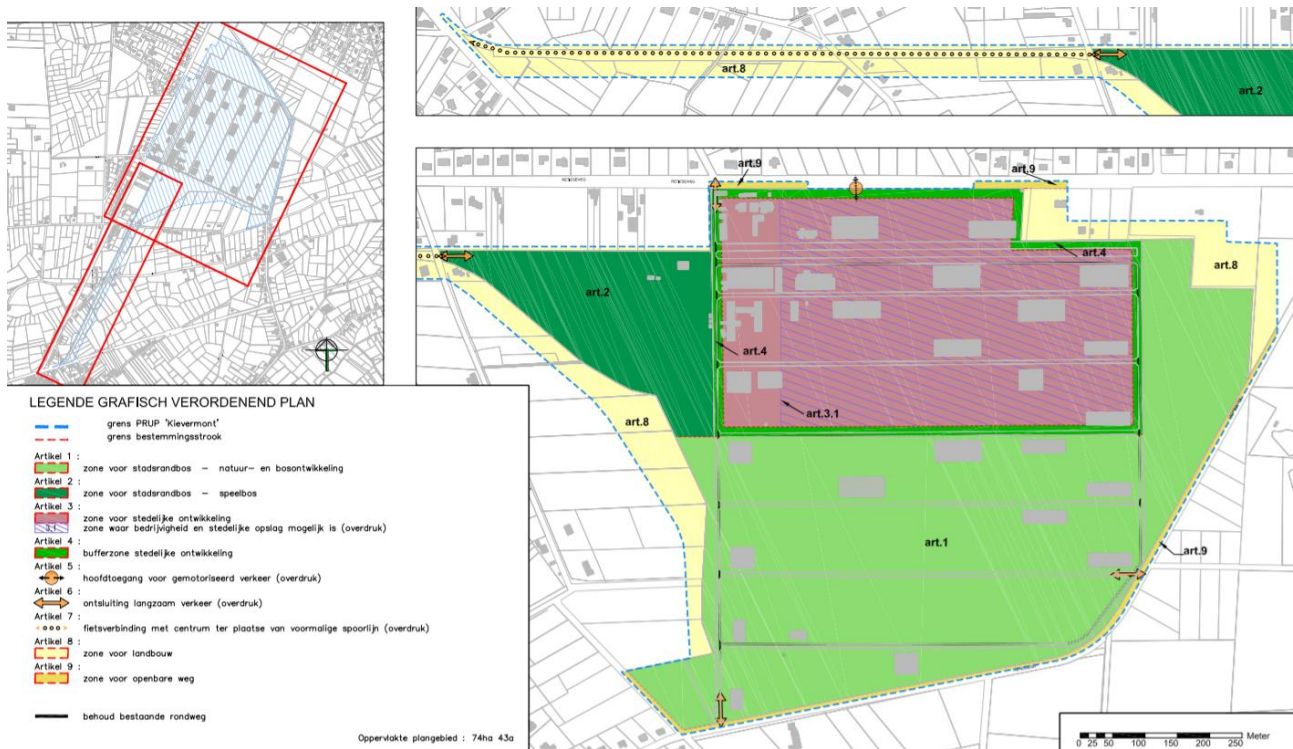 art.8
art.2
art.9
art.9
art.4
art.8
art.2
art.4
art.3.1
art.8
art.1
art.9
LEGENDE GRAFISCH VERORDENEND PLAN
grens PRUP 'Kievermont'
grens bestemmingsstrook
Artikel 1 :
zone voor stadsrandbos - natuur- en bosontwikkeling
Artikel 2 :
zone voor stadsrandbos - speelbos
Artikel 3 :
zone voor stedelijke ontwikkeling
3.1 zone waar bedrijvigheid en stedelijke opslag mogelijk is (overdruk)
Artikel 4 :
bufferzone stedelijke ontwikkeling
Artikel 5 :
hoofdtoegang voor gemotoriseerd verkeer (overdruk)
Artikel 6 :
ontsluiting langzaam verkeer (overdruk)
Artikel 7 :
fietsverbinding met centrum ter plaatse van voormalige spoorlijn (overdruk)
Artikel 8 :
zone voor landbouw
Artikel 9 :
zone voor openbare weg
behoud bestaande rondweg
Oppervlakte plangebied : 74ha 43a
0 25 50 100 150 200 250 Meter